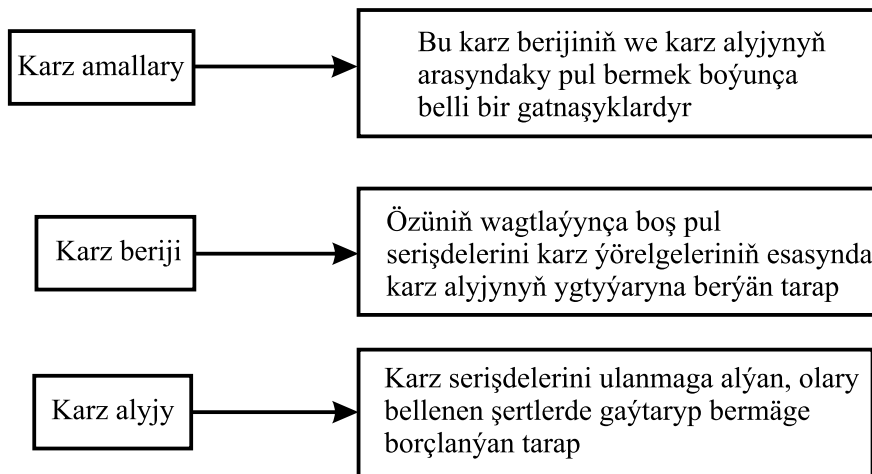 Karz amallary
Bu karz berijiniň we karz alyjynyň
arasyndaky pul bermek boýunça
belli bir gatnaşyklardyr
Karz beriji
Özüniň wagtlaýynça boş pul
serişdelerini karz ýörelgeleriniň esasynda
karz alyjynyň ygtyýaryna berýän tarap
Karz alyjy
Karz serişdelerini ulanmaga alýan, olary
bellenen şertlerde gaýtaryp bermäge
borçlanýan tarap